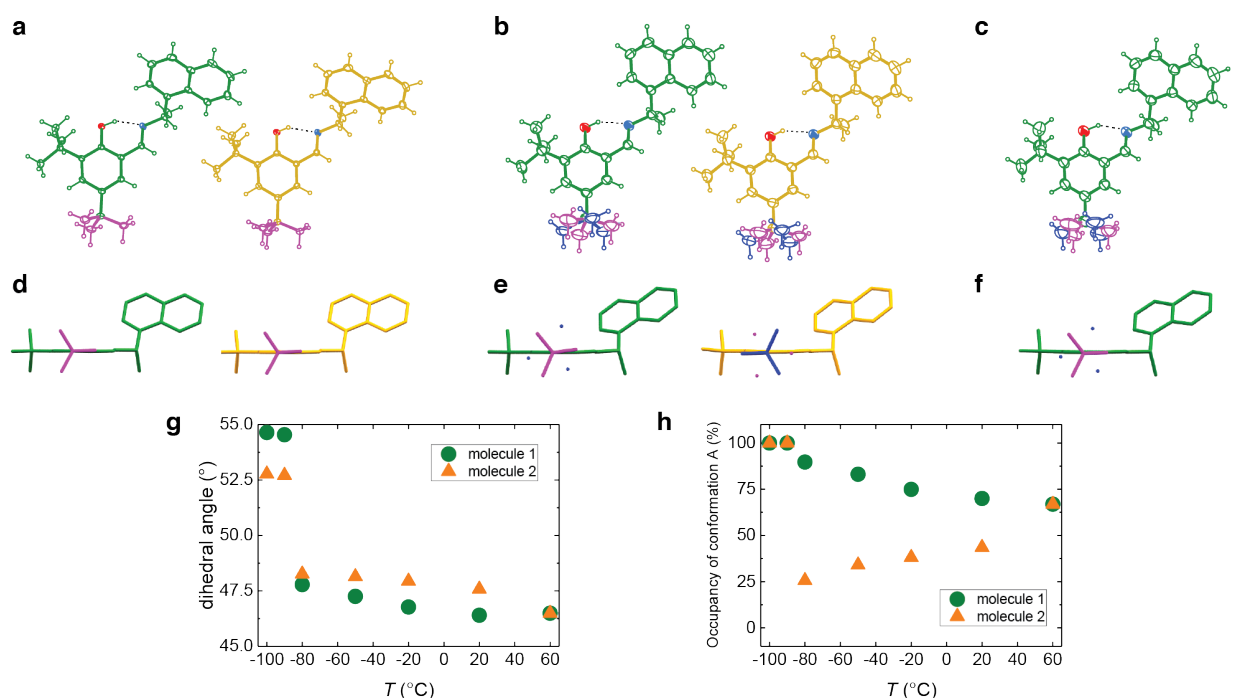 a
b
c
d
e
f
g
55.0
52.5
50.0
47.5
45.0
dihedral angle (°)
molecule 1
molecule 2
-100 -80 -60 -40 -20 0 20 40 60
T (°C)
h
100
75
50
25
0
Occupancy of conformation A (%)
molecule 1
molecule 2
-100 -80 -60 -40 -20 0 20 40 60
T (°C)